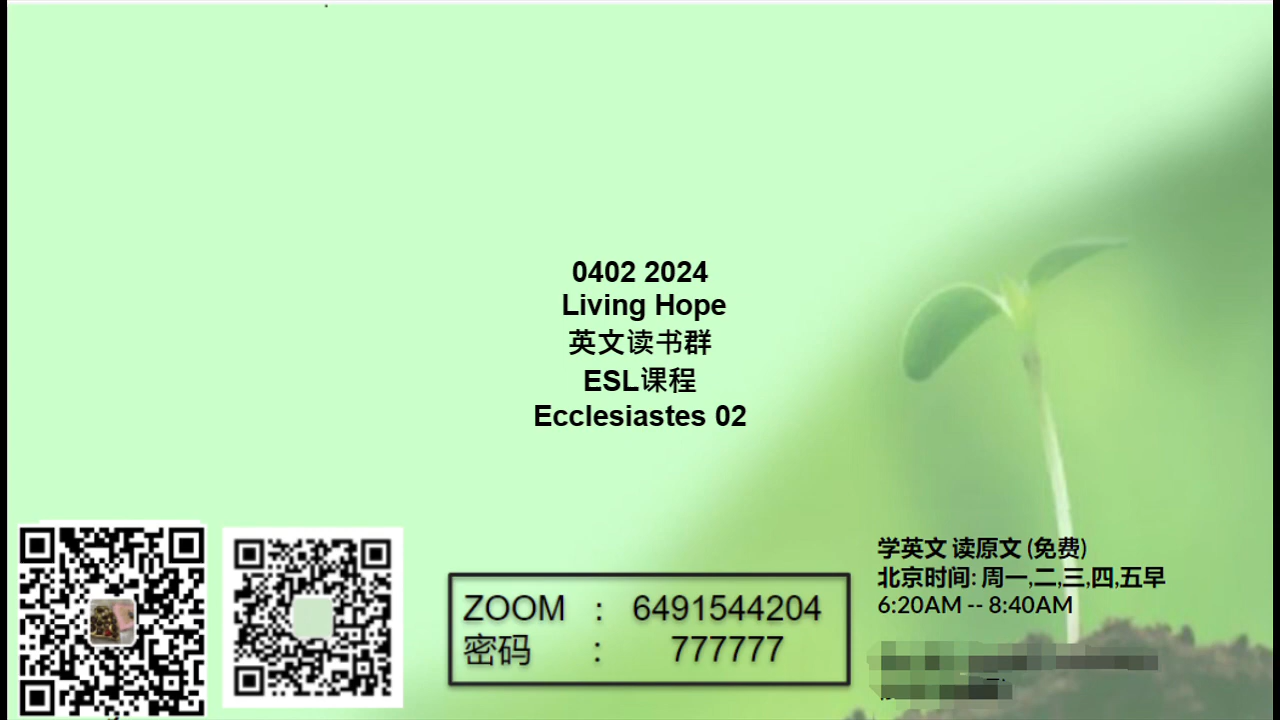 0402 2024
Living Hope
英文读书群
ESL课程
Ecclesiastes 02
ZOOM : 6491544204
密码 : 777777
学英文 读原文 (免费)
北京时间: 周一,二,三,四,五早
6:20AM -- 8:40AM